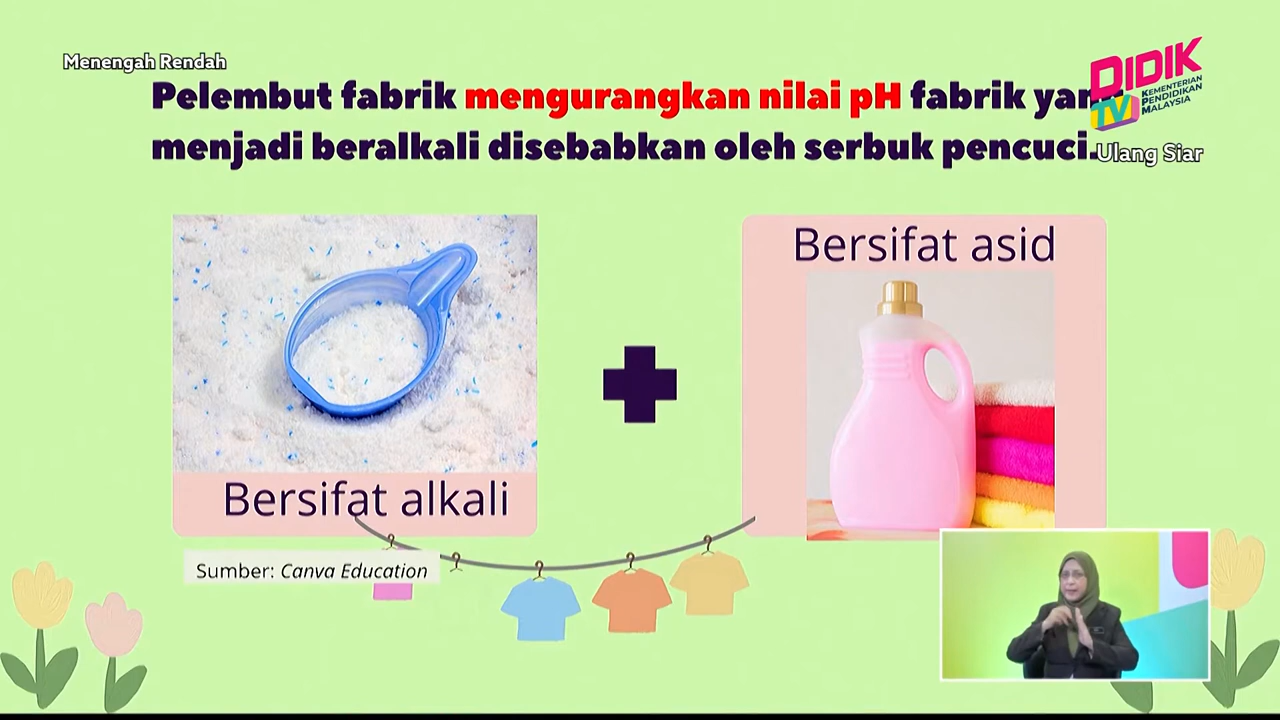 Menengah Rendah
Pelembut fabrik mengurangkan nilai pH fabrik
menjadi beralkali disebabkan oleh serbuk pencuci.
DIDIK
TV
KEMENTERIAN
PENDIDIKAN
MALAYSIA
Ulang Siar
Bersifat asid
Bersifat alkali
Sumber: Canva Education